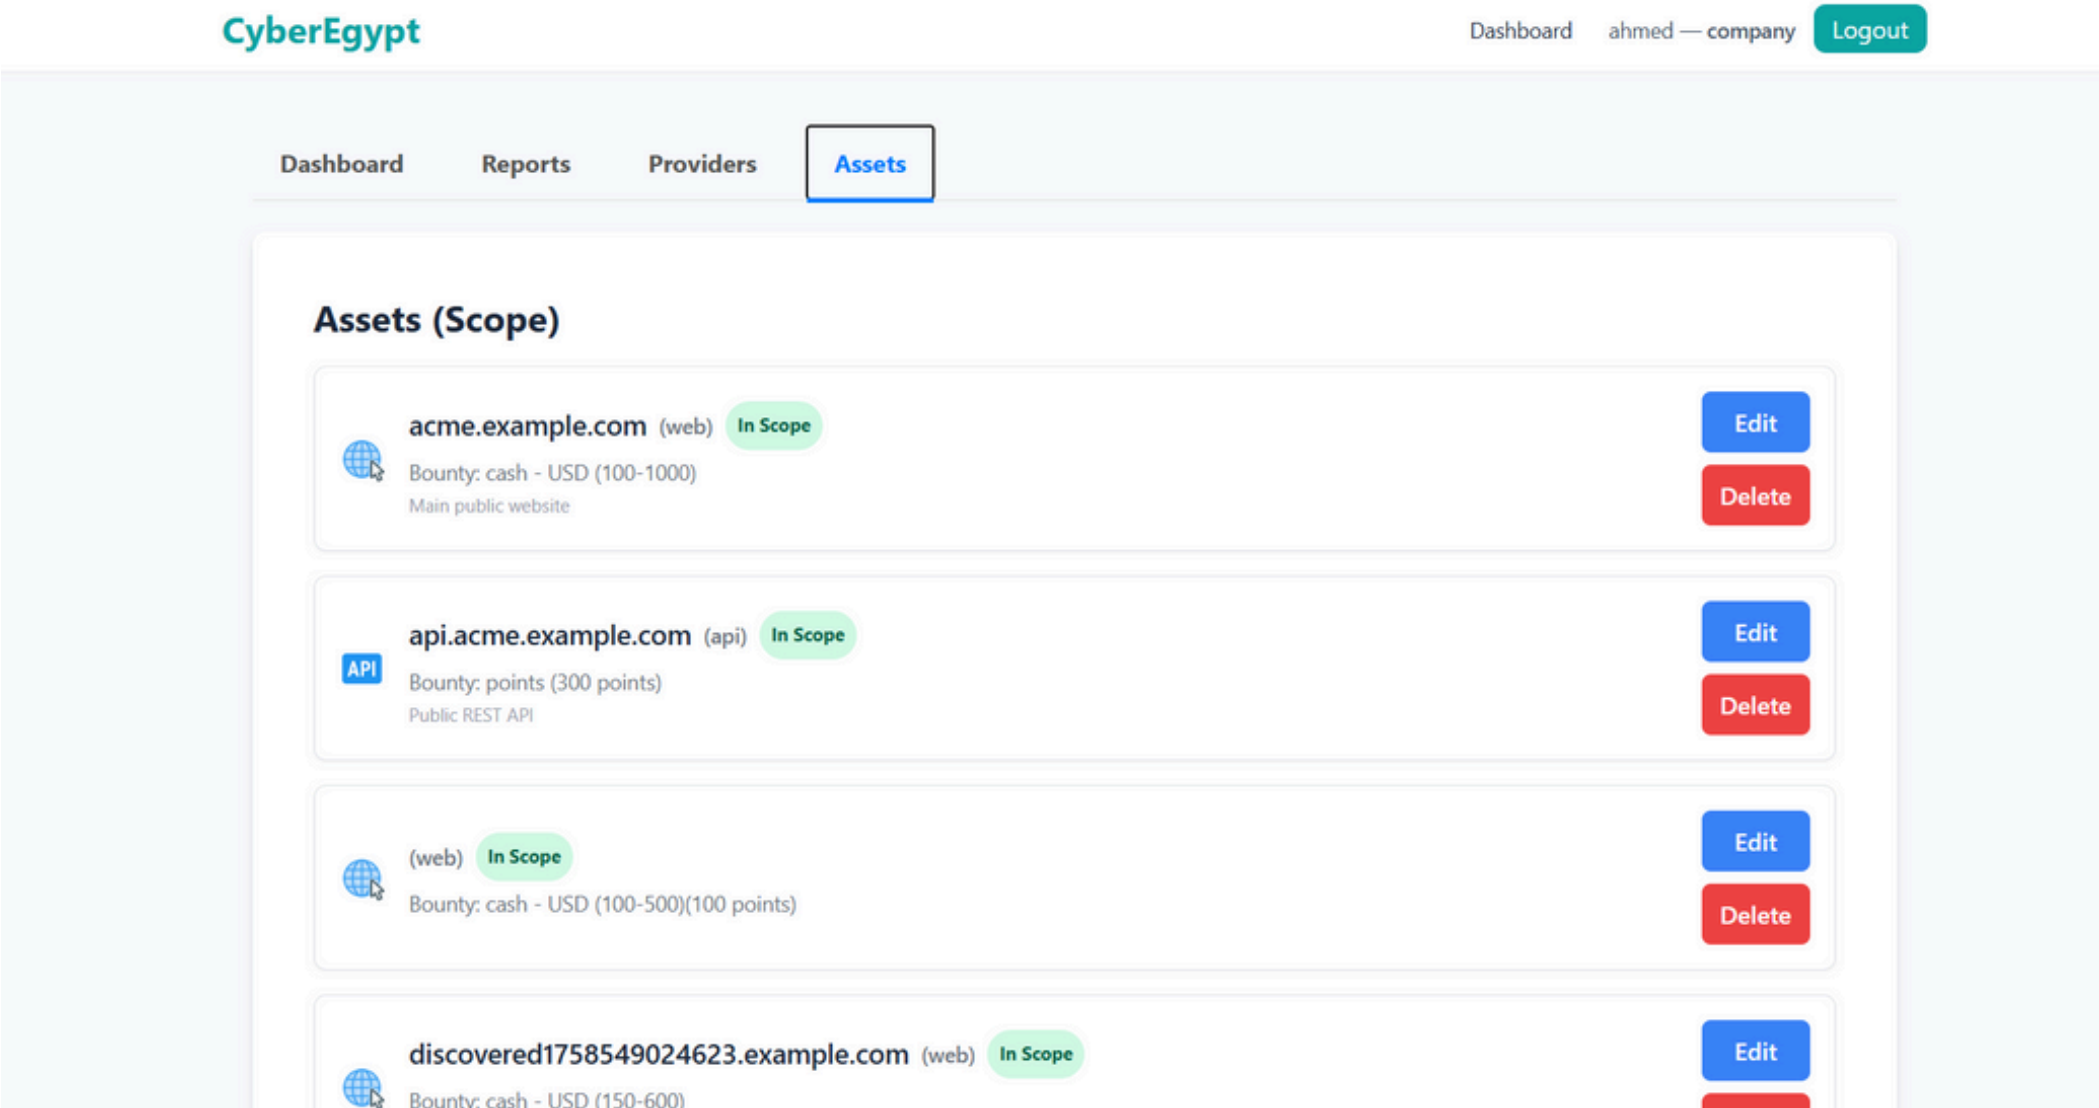 CyberEgypt
Dashboard ahmed — company Logout
Dashboard Reports Providers Assets
Assets (Scope)
acme.example.com (web) In Scope
Bounty: cash - USD (100-1000)
Main public website
Edit
Delete
api.acme.example.com (api) In Scope
API
Bounty: points (300 points)
Public REST API
Edit
Delete
(web) In Scope
Bounty: cash - USD (100-500)(100 points)
Edit
Delete
discovered1758549024623.example.com (web) In Scope
Bounty: cash - USD (150-600)
Edit